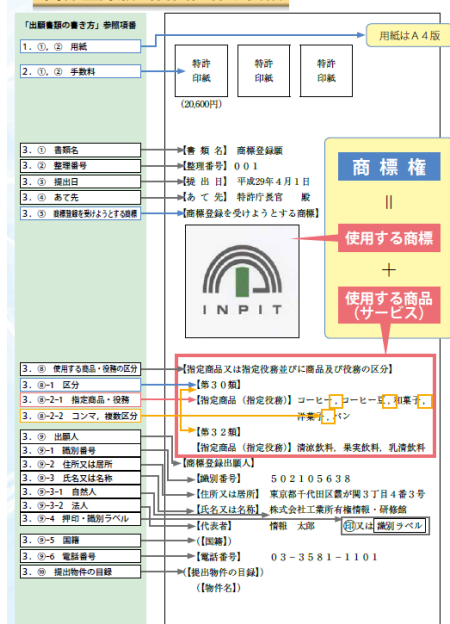 「出願書類の書き方」参照項番
用紙はA4版
1. ①, ② 用紙
2. ①, ② 手数料
特許 特許 特許
印紙 印紙 印紙
(20,600円)
3. ① 書類名
【書 類 名】 商標登録願
3. ② 整理番号
【整理番号】 001
3. ③ 提出日
【提 出 日】 平成29年4月1日
3. ④ あて先
【あ て 先】 特許庁長官 殿
3. ⑤ 商標登録を受けようとする商標
【商標登録を受けようとする商標】
INPIT
商標権
=
使用する商標
+
使用する商品
(サービス)
3. ⑧ 使用する商品・役務の区分
【指定商品又は指定役務並びに商品及び役務の区分】
3. ⑧-1 区分
【第30類】
3. ⑧-2-1 指定商品・役務
【指定商品(指定役務)】 コーヒー,コーヒー豆,和菓子,
3. ⑧-2-2 コンマ,複数区分
洋菓子,パン
【第32類】
【指定商品(指定役務)】 清涼飲料,果実飲料,乳清飲料
3. ⑨ 出願人
【商標登録出願人】
3. ⑨-1 識別番号
【識別番号】 502105638
3. ⑨-2 住所又は居所
【住所又は居所】 東京都千代田区霞が関3丁目4番3号
3. ⑨-3 氏名又は名称
【氏名又は名称】 株式会社工業所有権情報・研修館
3. ⑨-3-1 自然人
3. ⑨-3-2 法人
【代表者】 情報 太郎 印又は 識別ラベル
3. ⑨-4 押印・識別ラベル
3. ⑨-5 国籍
(【国籍】)
3. ⑨-6 電話番号
【電話番号】 03-3581-1101
3. ⑩ 提出物件の目録
(【提出物件の目録】)
(【物件名】)